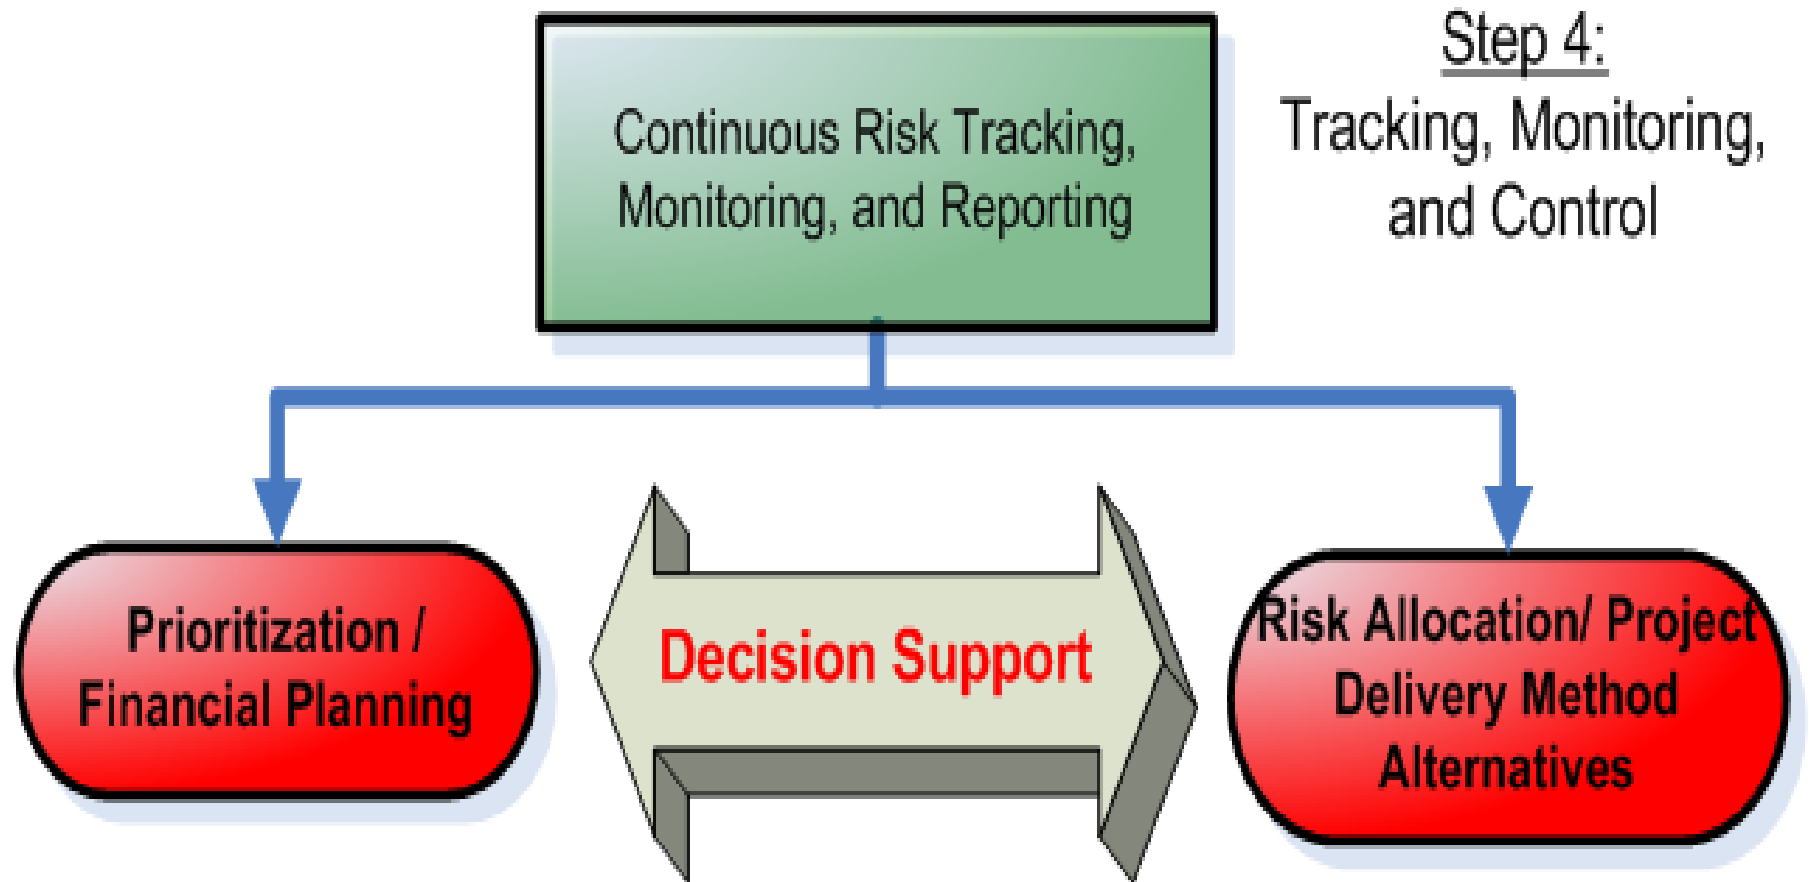 Step 4:
Tracking, Monitoring,
and Control
Continuous Risk Tracking,
Monitoring, and Reporting
Prioritization /
Financial Planning
Decision Support
Risk Allocation/ Project
Delivery Method
Alternatives